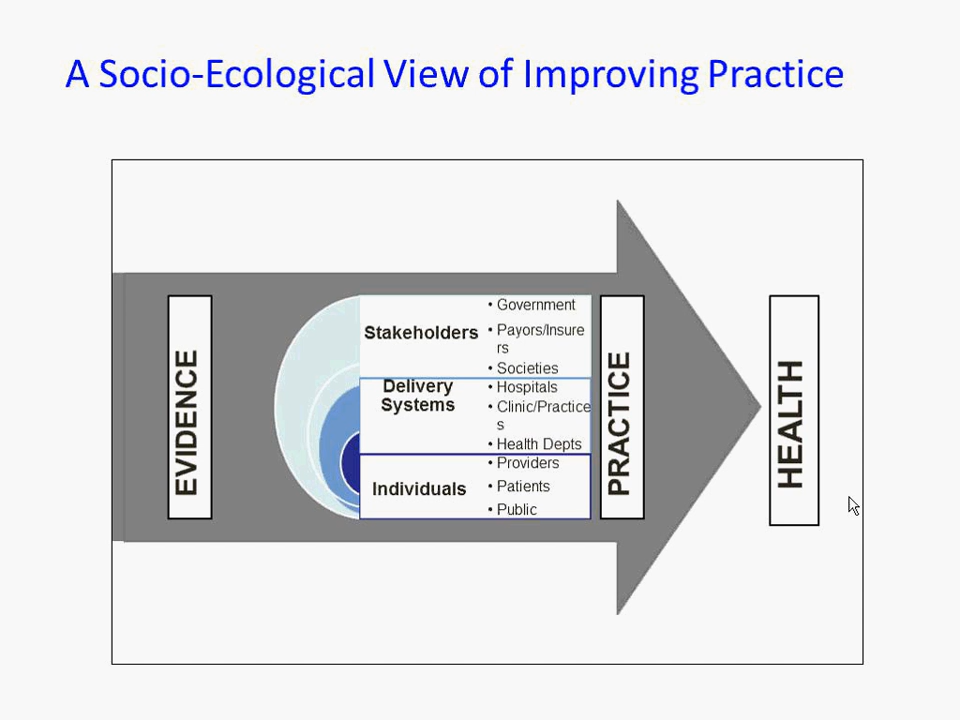 A Socio-Ecological View of Improving Practice
EVIDENCE
Stakeholders
• Government
• Payors/Insure
rs
• Societies
Delivery
Systems
• Hospitals
• Clinic/Practice
s
• Health Depts
Individuals
• Providers
• Patients
• Public
PRACTICE
HEALTH